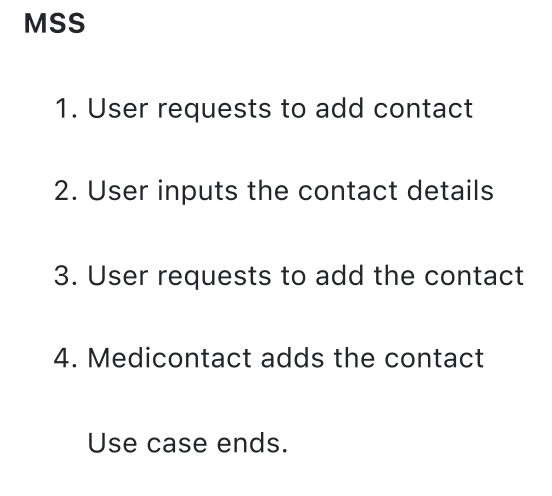 MSS
1. User requests to add contact
2. User inputs the contact details
3. User requests to add the contact
4. Medicontact adds the contact
Use case ends.